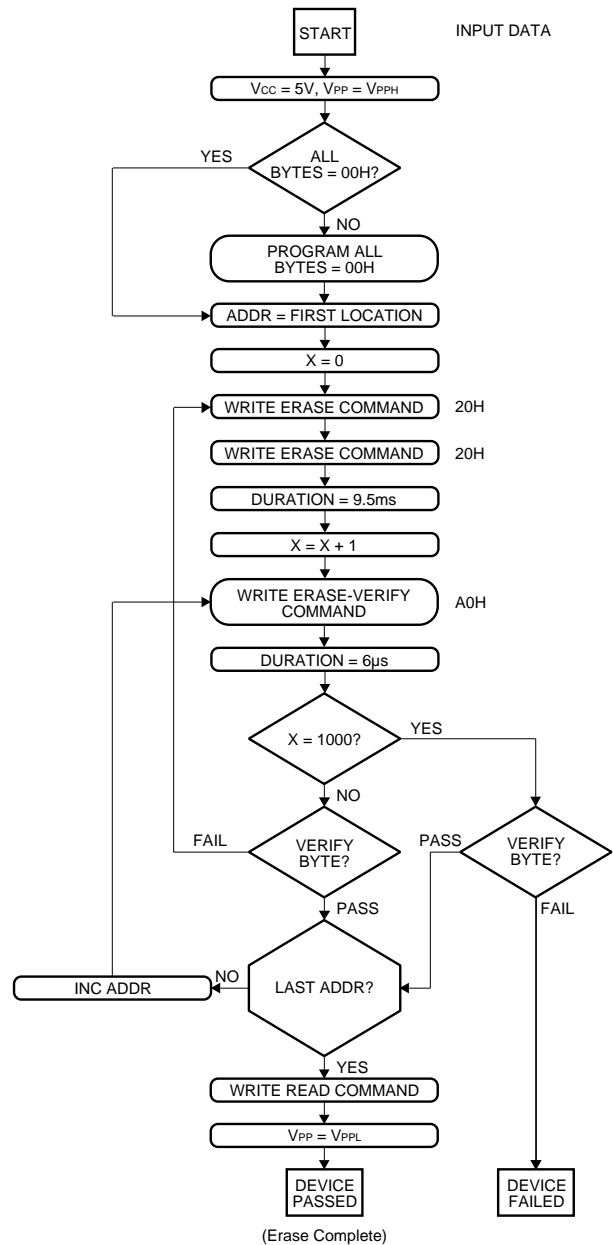 START
INPUT DATA
VCC = 5V, VPP = VPPH
YES
ALL
BYTES = 00H?
NO
PROGRAM ALL
BYTES = 00H
ADDR = FIRST LOCATION
X = 0
WRITE ERASE COMMAND
20H
WRITE ERASE COMMAND
20H
DURATION = 9.5ms
X = X + 1
WRITE ERASE-VERIFY
COMMAND
A0H
DURATION = 6µs
X = 1000?
YES
NO
FAIL
VERIFY
BYTE?
PASS
VERIFY
BYTE?
PASS
FAIL
INC ADDR
NO
LAST ADDR?
YES
WRITE READ COMMAND
VPP = VPPL
DEVICE
PASSED
DEVICE
FAILED
(Erase Complete)